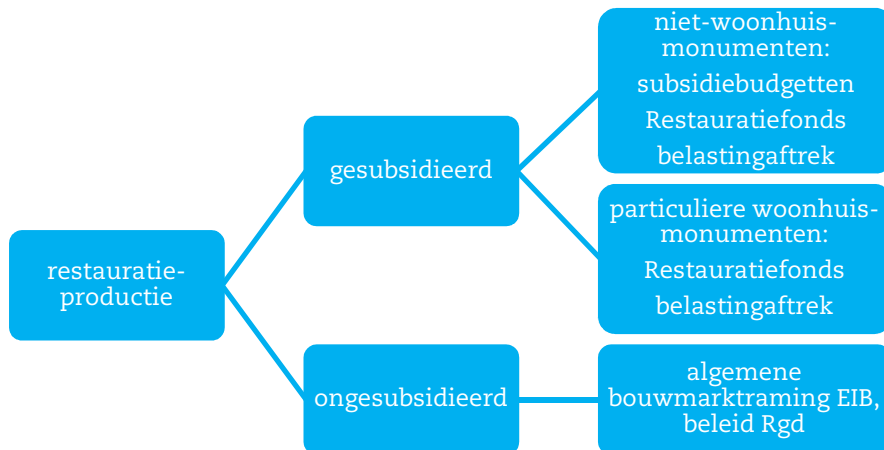 restauratie-
productie
gesubsidieerd
niet-woonhuis-
monumenten:
subsidiebudgetten
Restauratiefonds
belastingaftrek
particuliere woonhuis-
monumenten:
Restauratiefonds
belastingaftrek
ongesubsidieerd
algemene
bouwmarktraming EIB,
beleid Rgd